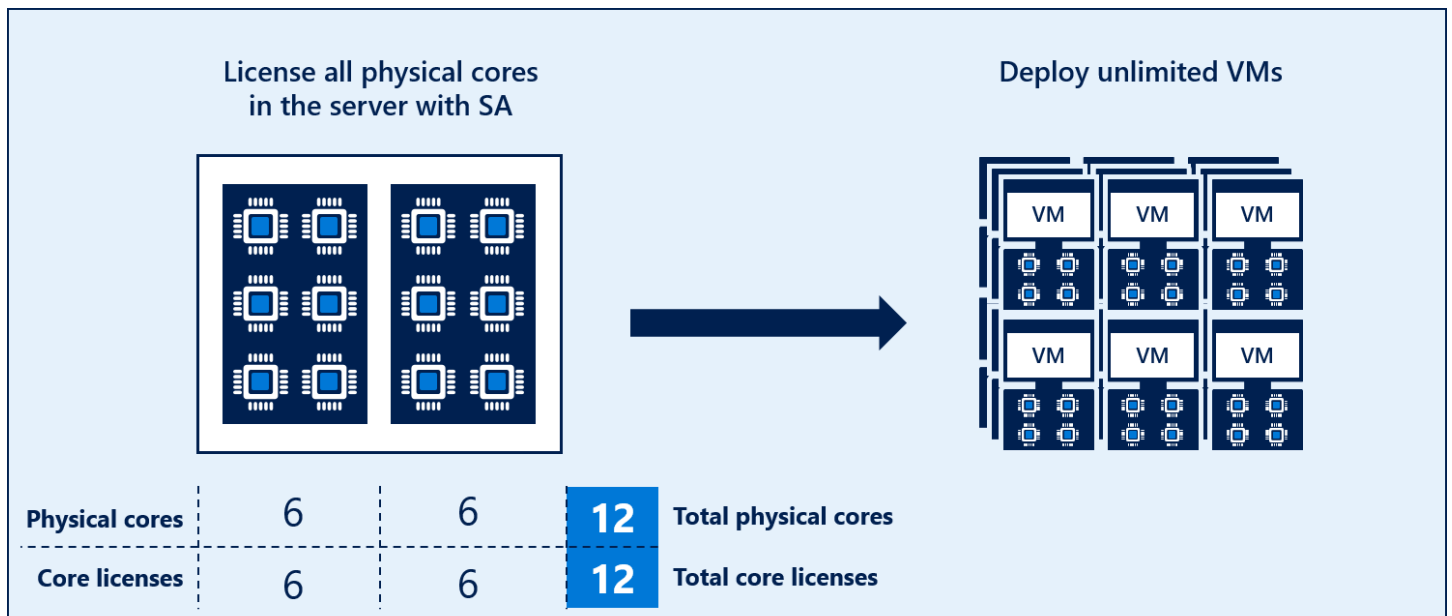 License all physical cores
in the server with SA
Deploy unlimited VMs
VM VM VM
VM VM VM
Physical cores 6 6 12 Total physical cores
Core licenses 6 6 12 Total core licenses